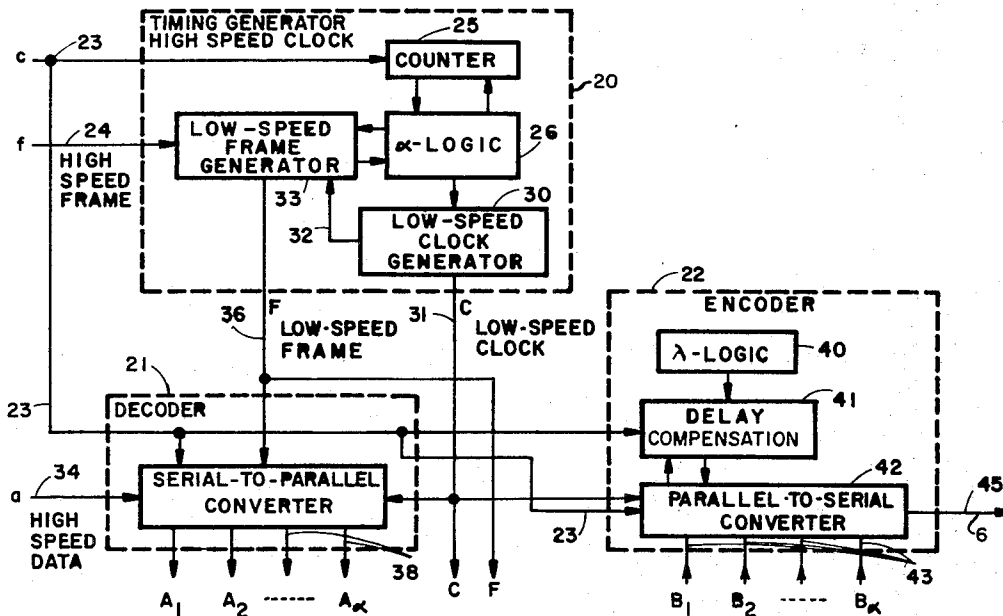 TIMING GENERATOR
HIGH SPEED CLOCK
25
c
23
COUNTER
20
f
24
HIGH
SPEED
FRAME
LOW-SPEED
FRAME
GENERATOR
33
α-LOGIC
26
30
32
LOW-SPEED
CLOCK
GENERATOR
F
36
LOW-SPEED
FRAME
C
31
LOW-SPEED
CLOCK
22
ENCODER
λ-LOGIC
40
41
DELAY
COMPENSATION
21
23
DECODER
a
34
HIGH
SPEED
DATA
SERIAL-TO-PARALLEL
CONVERTER
42
PARALLEL-TO-SERIAL
CONVERTER
45
6
23
38
43
A1 A2 ----- Aα
C F
B1 B2 ----- Bα